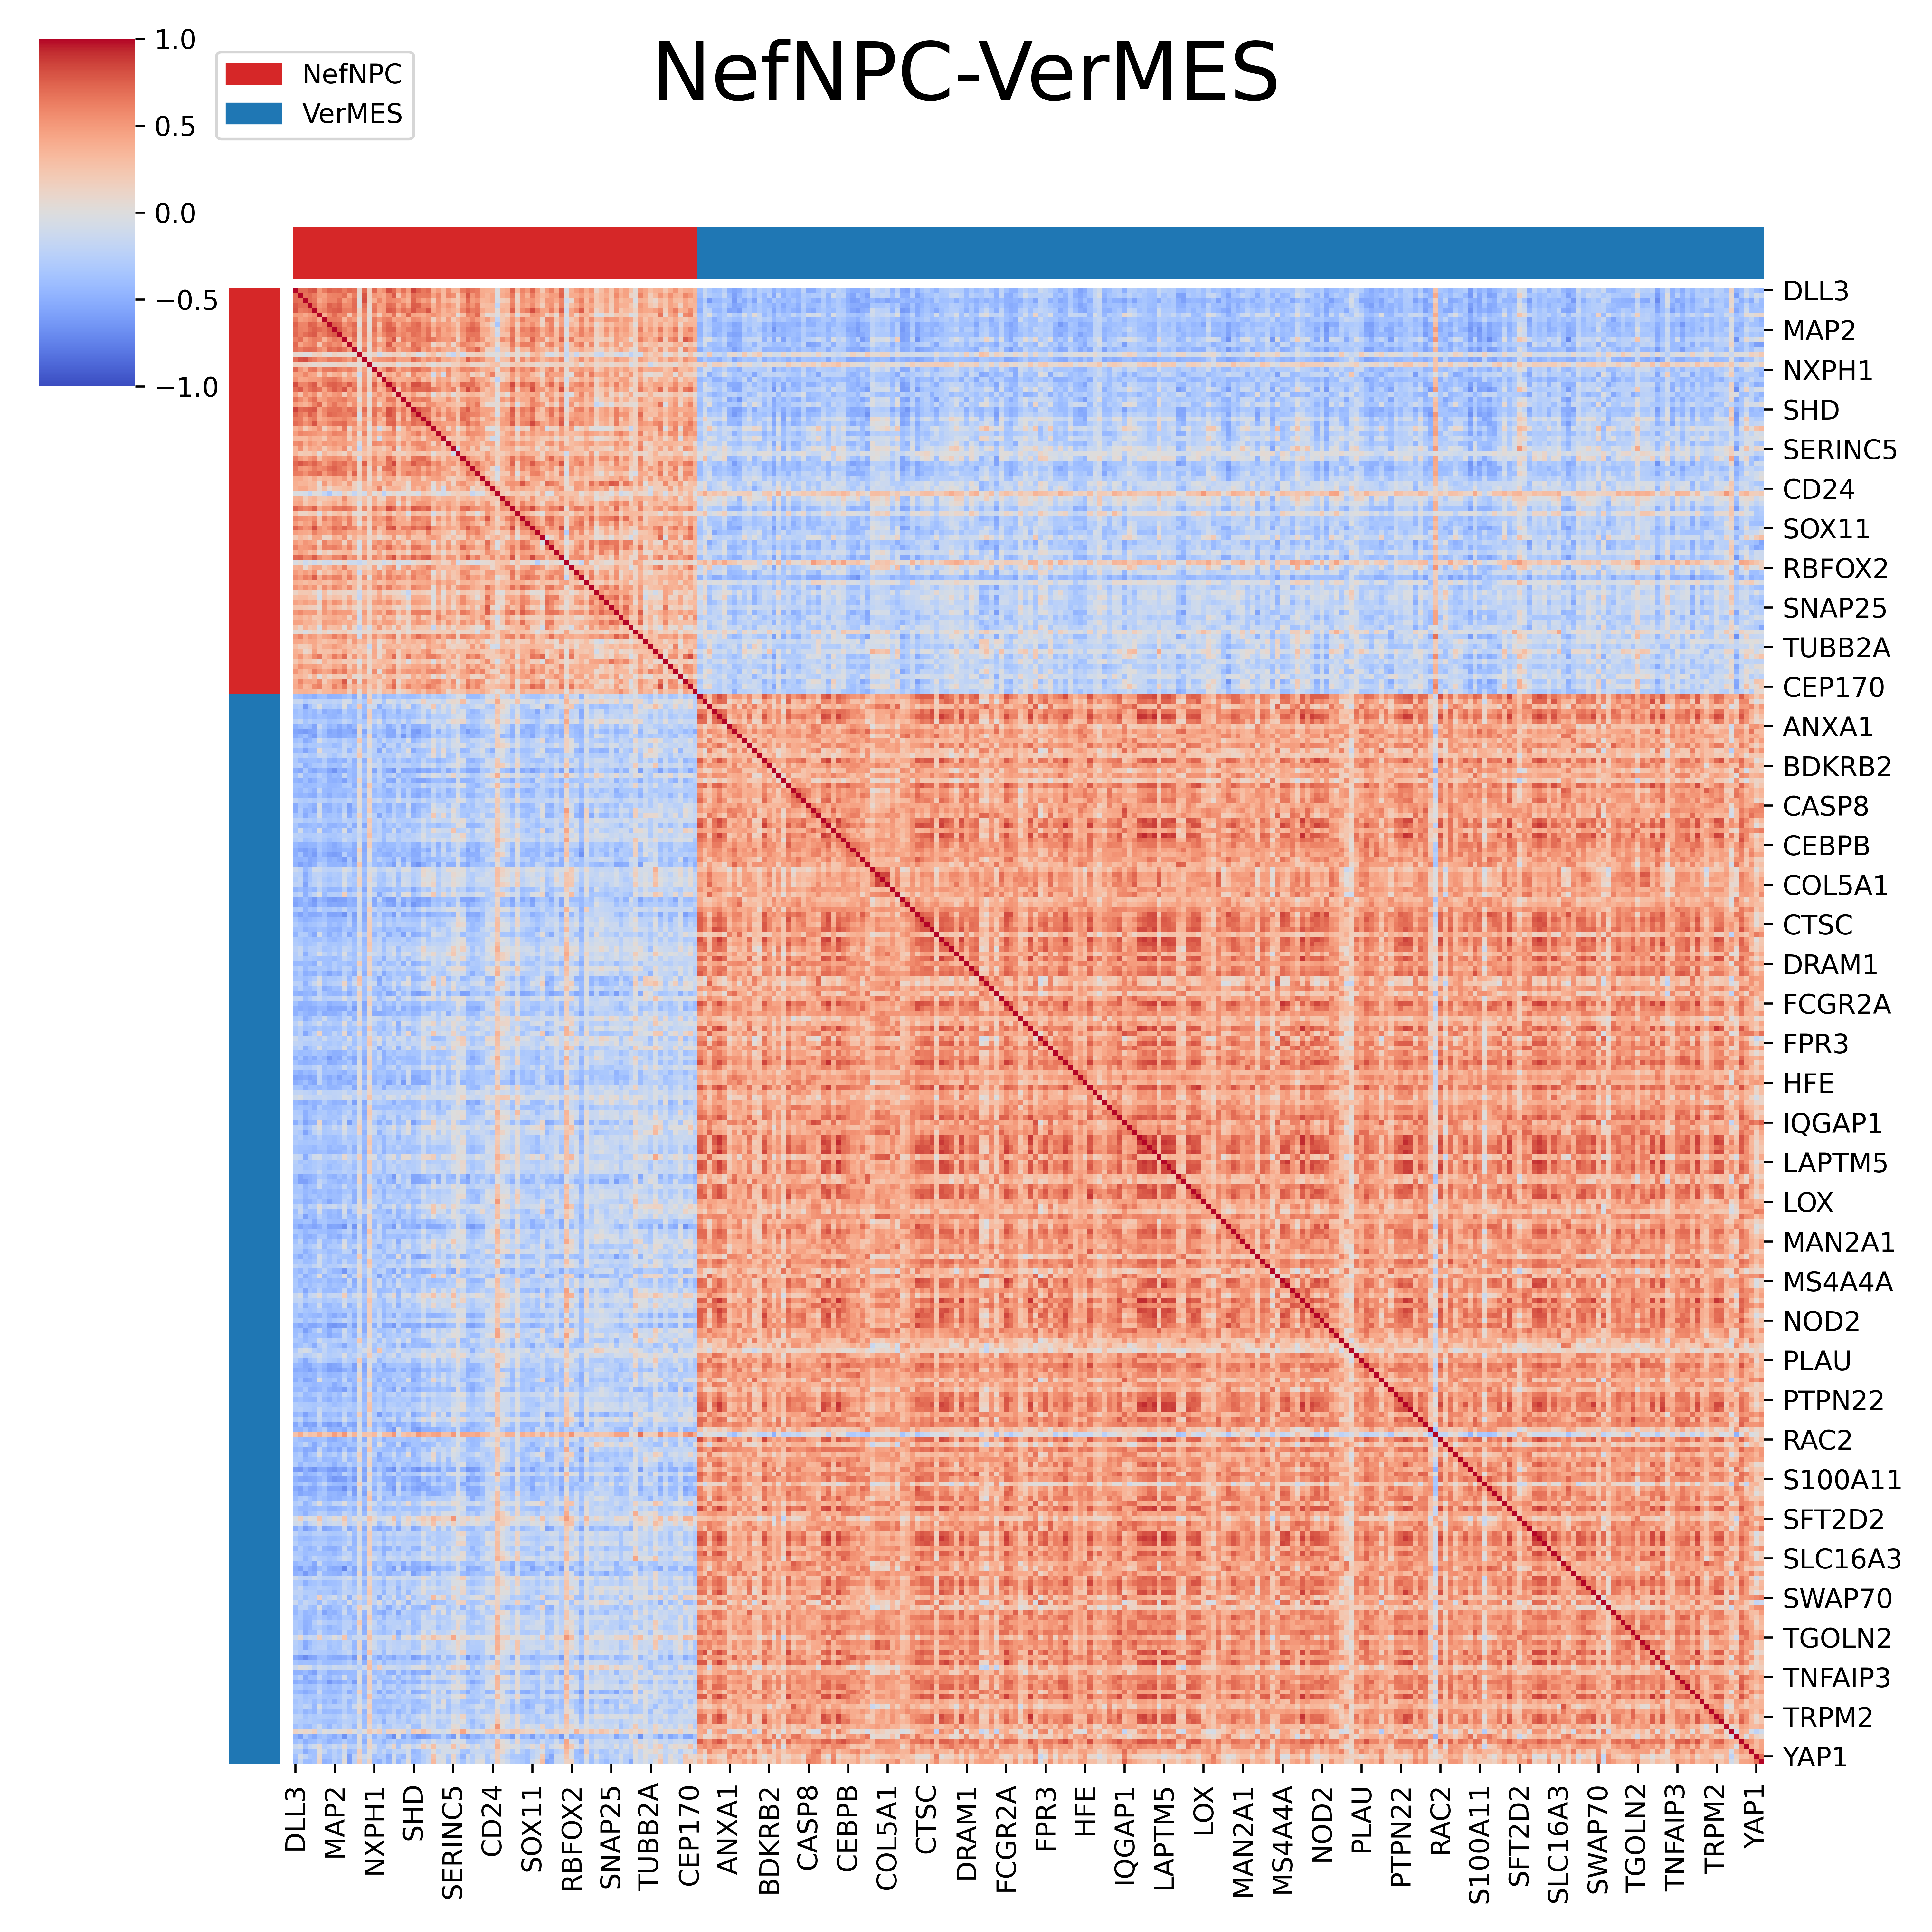 NefNPC-VerMES
1.0
0.5
0.0
−0.5
−1.0
NefNPC
VerMES
DLL3
MAP2
NXPH1
SHD
SERINC5
CD24
SOX11
RBFOX2
SNAP25
TUBB2A
CEP170
ANXA1
BDKRB2
CASP8
CEBPB
COL5A1
CTSC
DRAM1
FCGR2A
FPR3
HFE
IQGAP1
LAPTM5
LOX
MAN2A1
MS4A4A
NOD2
PLAU
PTPN22
RAC2
S100A11
SFT2D2
SLC16A3
SWAP70
TGOLN2
TNFAIP3
TRPM2
YAP1
DLL3
MAP2
NXPH1
SHD
SERINC5
CD24
SOX11
RBFOX2
SNAP25
TUBB2A
CEP170
ANXA1
BDKRB2
CASP8
CEBPB
COL5A1
CTSC
DRAM1
FCGR2A
FPR3
HFE
IQGAP1
LAPTM5
LOX
MAN2A1
MS4A4A
NOD2
PLAU
PTPN22
RAC2
S100A11
SFT2D2
SLC16A3
SWAP70
TGOLN2
TNFAIP3
TRPM2
YAP1